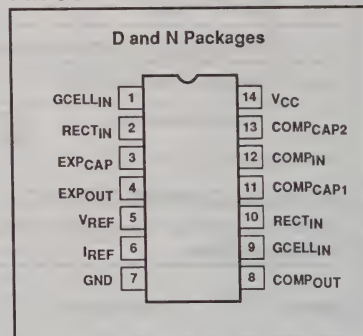 D and N Packages
GCELLIN 1 14 VCC
RECTIN 2 13 COMPCAP2
EXPCAP 3 12 COMPIN
EXPOUT 4 11 COMPCAP1
VREF 5 10 RECTIN
IREF 6 9 GCELLIN
GND 7 8 COMPOUT